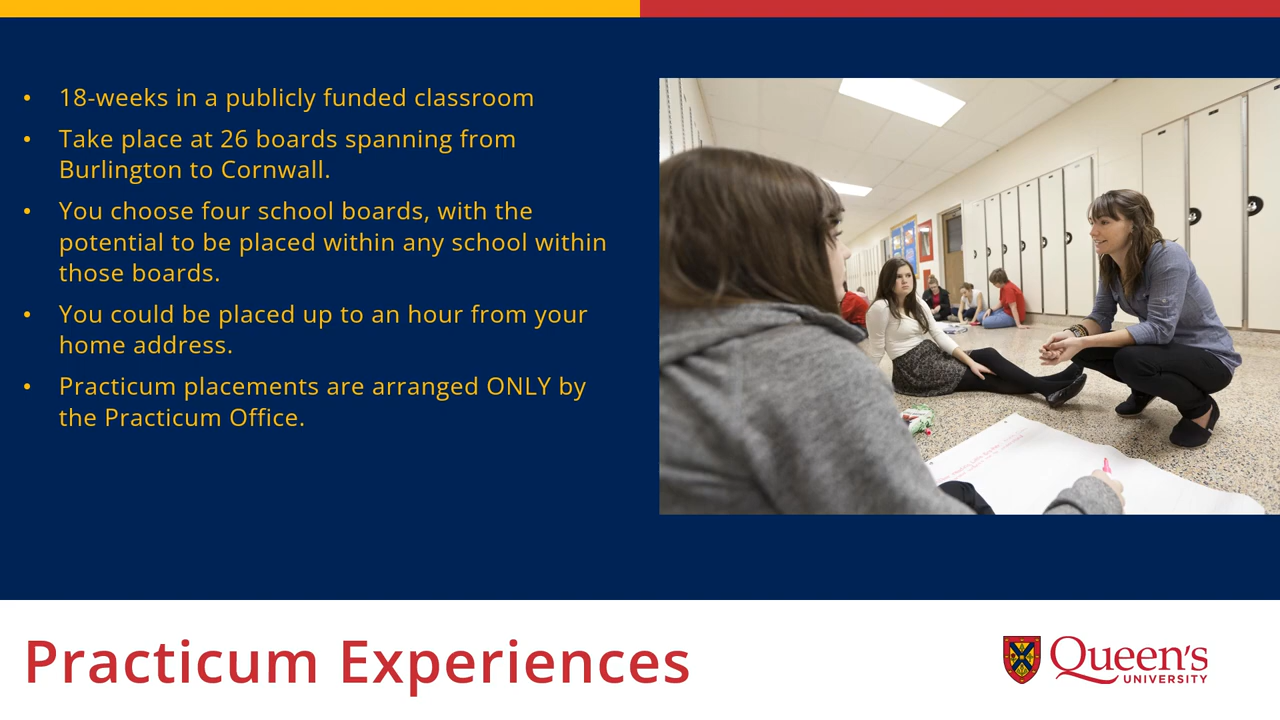 • 18-weeks in a publicly funded classroom
• Take place at 26 boards spanning from
Burlington to Cornwall.
• You choose four school boards, with the
potential to be placed within any school within
those boards.
• You could be placed up to an hour from your
home address.
• Practicum placements are arranged ONLY by
the Practicum Office.
Practicum Experiences
Queen's
UNIVERSITY